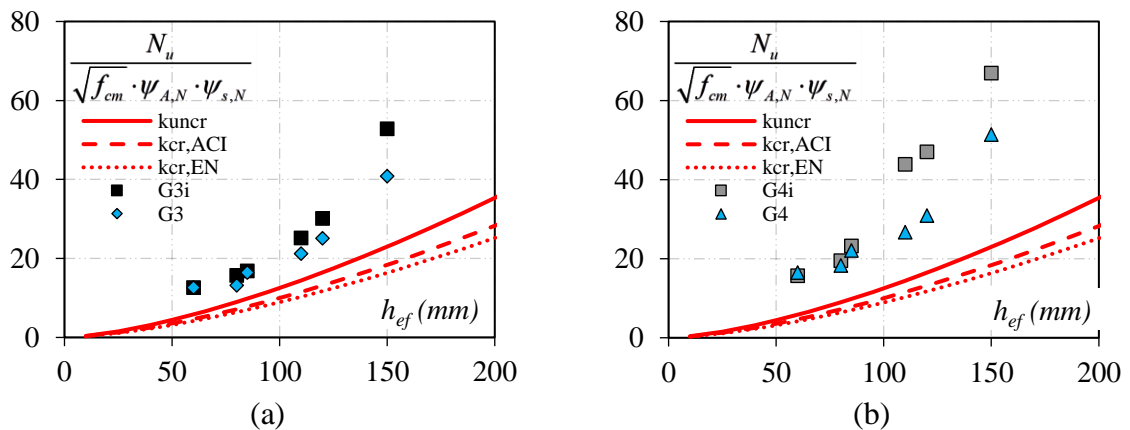 80
60
40
20
0
N_u
√f_cm · ψ_A,N · ψ_s,N
kuncr
kcr,ACI
kcr,EN
G3i
G3
h_ef (mm)
0 50 100 150 200
(a)
80
60
40
20
0
N_u
√f_cm · ψ_A,N · ψ_s,N
kuncr
kcr,ACI
kcr,EN
G4i
G4
h_ef (mm)
0 50 100 150 200
(b)